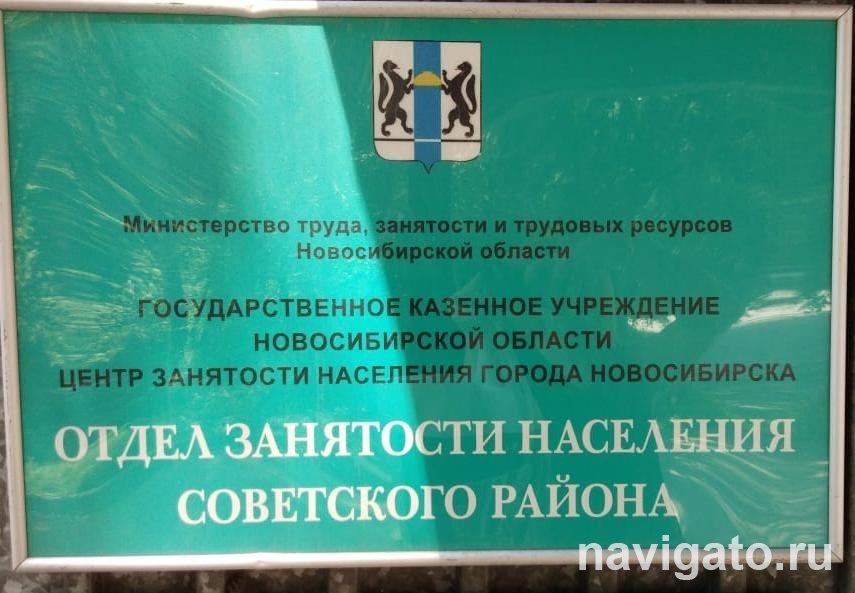 Министерство труда, занятости и трудовых ресурсов
Новосибирской области
ГОСУДАРСТВЕННОЕ КАЗЕННОЕ УЧРЕЖДЕНИЕ
НОВОСИБИРСКОЙ ОБЛАСТИ
ЦЕНТР ЗАНЯТОСТИ НАСЕЛЕНИЯ ГОРОДА НОВОСИБИРСКА
ОТДЕЛ ЗАНЯТОСТИ НАСЕЛЕНИЯ
СОВЕТСКОГО РАЙОНА
navigato.ru